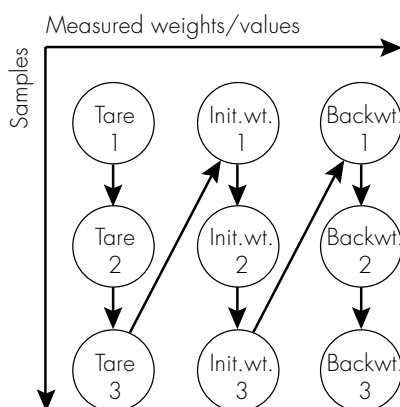 Measured weights/values
Samples
Tare
1
Init.wt.
1
Backwt.
1
Tare
2
Init.wt.
2
Backwt.
2
Tare
3
Init.wt.
3
Backwt.
3